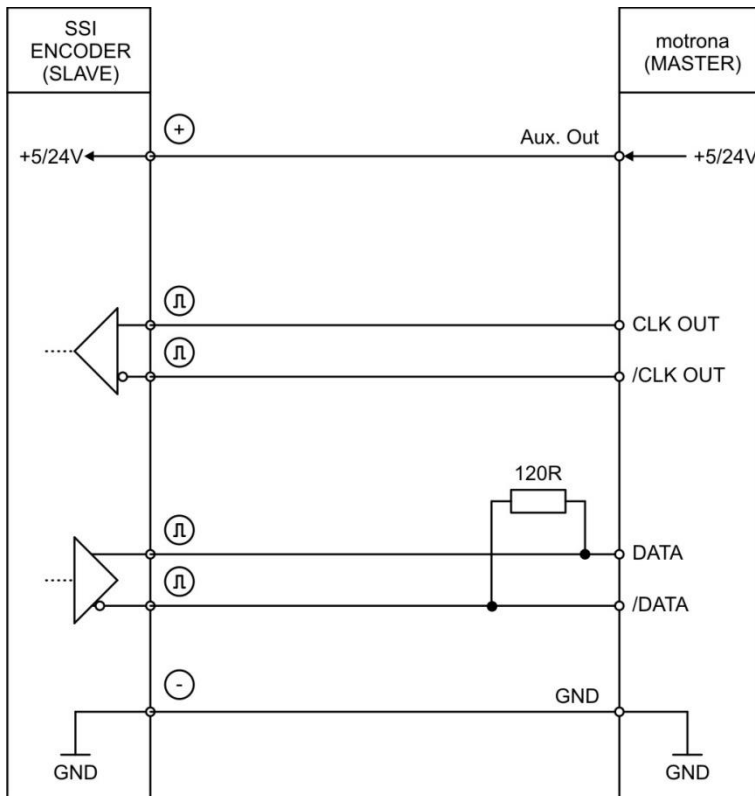 SSI
ENCODER
(SLAVE)
motrona
(MASTER)
+
Aux. Out
+5/24V
+5/24V
CLK OUT
/CLK OUT
120R
DATA
/DATA
-
GND
GND
GND